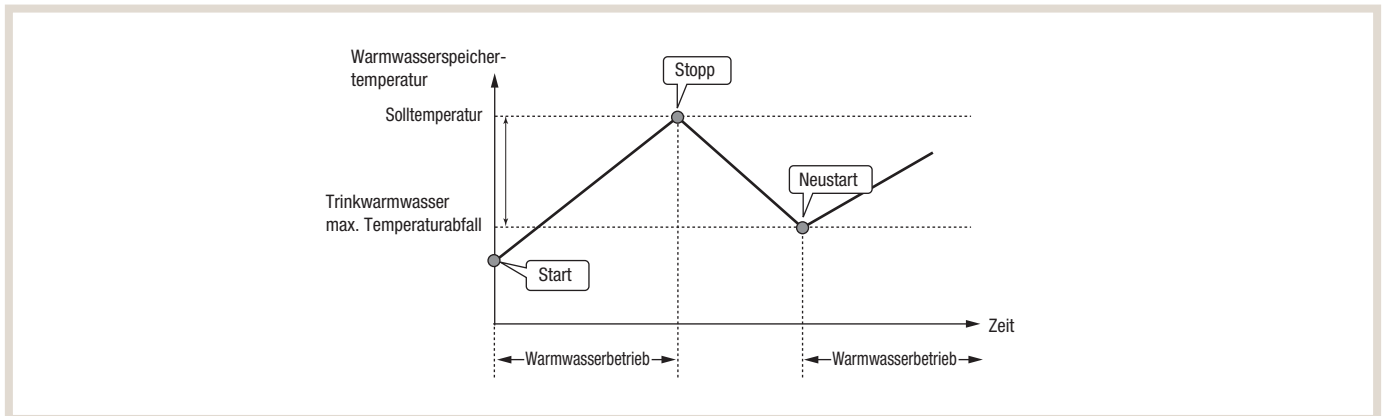 Warmwasserspeicher-
temperatur
Stopp
Solltemperatur
Neustart
Trinkwarmwasser
max. Temperaturabfall
Start
Zeit
Warmwasserbetrieb
Warmwasserbetrieb